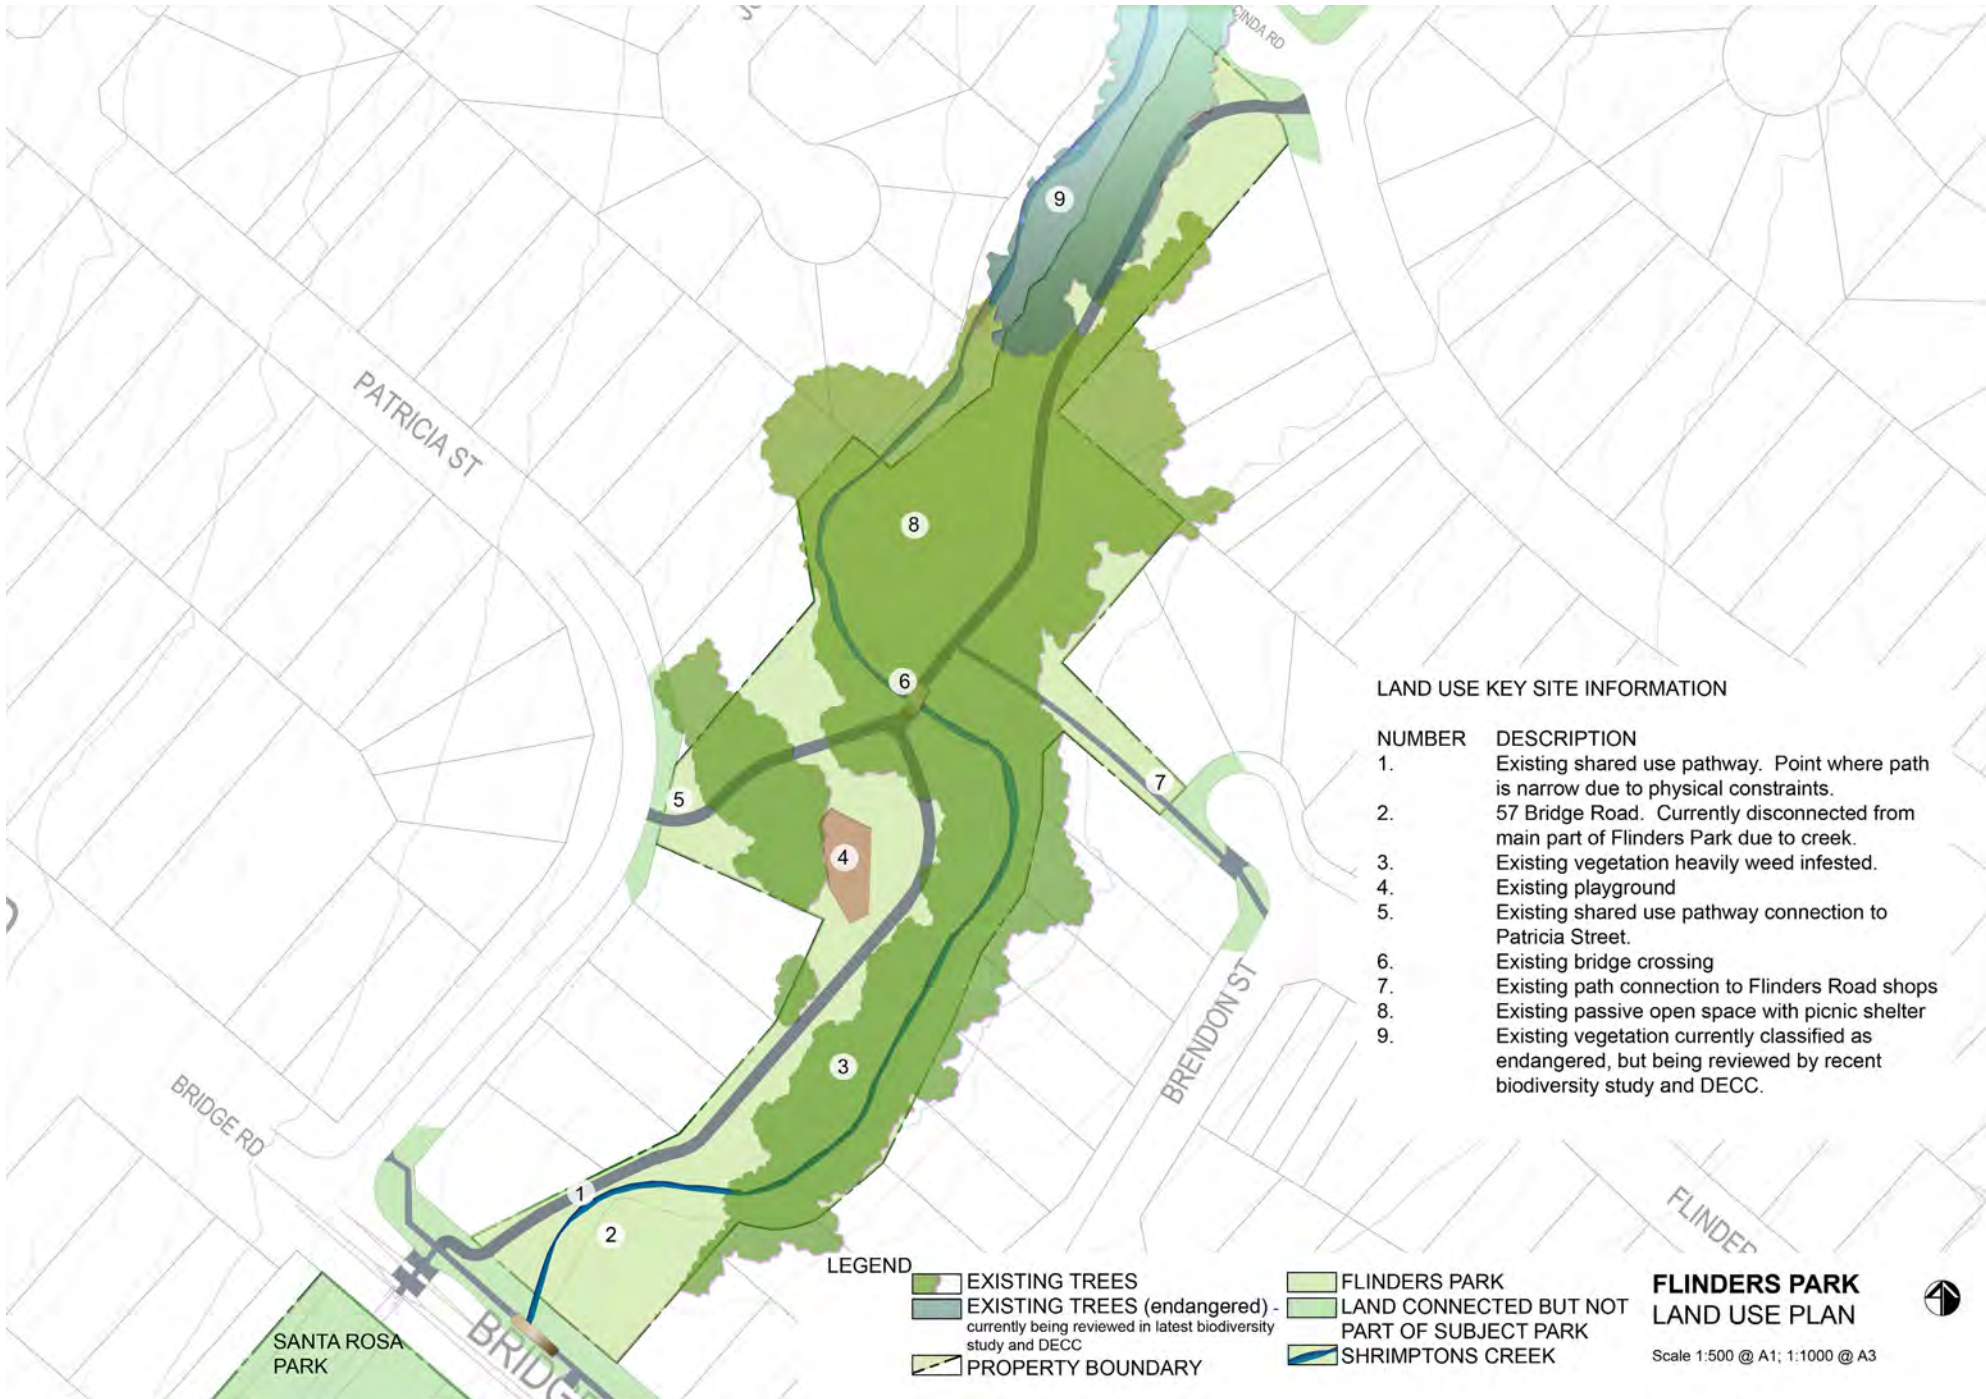 CINDA RD
9
PATRICIA ST
8
6
LAND USE KEY SITE INFORMATION
NUMBER DESCRIPTION
1. Existing shared use pathway. Point where path
is narrow due to physical constraints.
2. 57 Bridge Road. Currently disconnected from
main part of Flinders Park due to creek.
3. Existing vegetation heavily weed infested.
4. Existing playground
5. Existing shared use pathway connection to
Patricia Street.
6. Existing bridge crossing
7. Existing path connection to Flinders Road shops
8. Existing passive open space with picnic shelter
9. Existing vegetation currently classified as
endangered, but being reviewed by recent
biodiversity study and DECC.
7
5
4
BRENDON ST
3
BRIDGE RD
1
2
FLINDER
SANTA ROSA
PARK
BRIDG
LEGEND
EXISTING TREES
EXISTING TREES (endangered) -
currently being reviewed in latest biodiversity
study and DECC
PROPERTY BOUNDARY
FLINDERS PARK
LAND CONNECTED BUT NOT
PART OF SUBJECT PARK
SHRIMPTONS CREEK
FLINDERS PARK
LAND USE PLAN
Scale 1:500 @ A1; 1:1000 @ A3